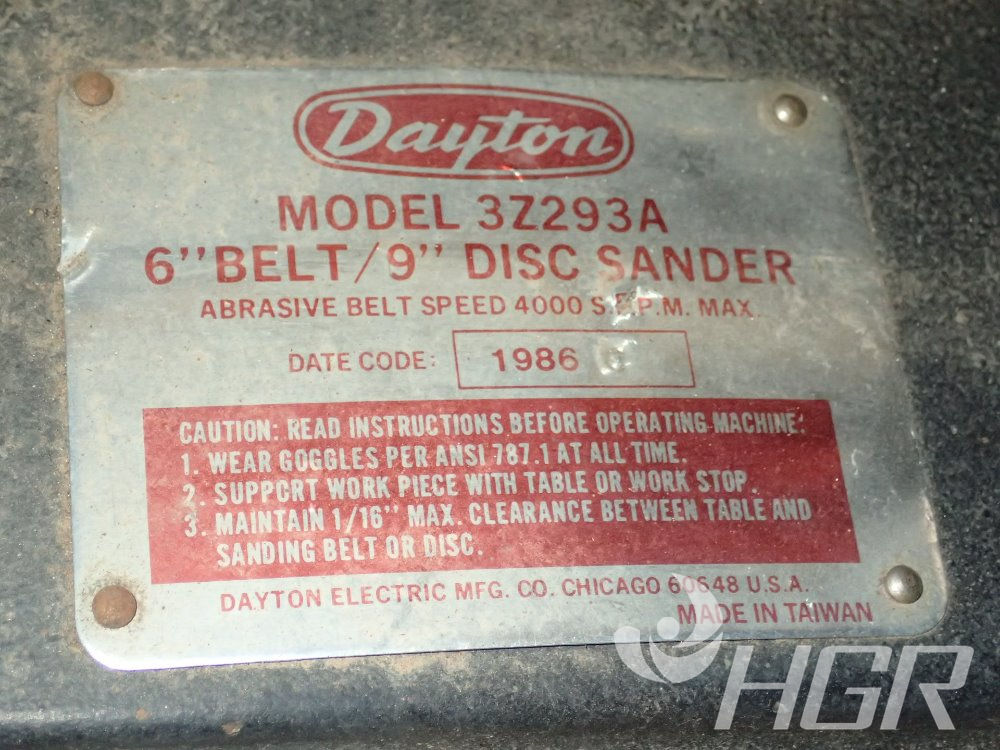 Dayton
MODEL 3Z293A
6" BELT/9" DISC SANDER
ABRASIVE BELT SPEED 4000 S.F.P.M. MAX.
DATE CODE: 1986
CAUTION: READ INSTRUCTIONS BEFORE OPERATING MACHINE:
1. WEAR GOGGLES PER ANSI 787.1 AT ALL TIME.
2. SUPPORT WORK PIECE WITH TABLE OR WORK STOP.
3. MAINTAIN 1/16" MAX. CLEARANCE BETWEEN TABLE AND
SANDING BELT OR DISC.
DAYTON ELECTRIC MFG. CO. CHICAGO 60648 U.S.A.
MADE IN TAIWAN
HGR